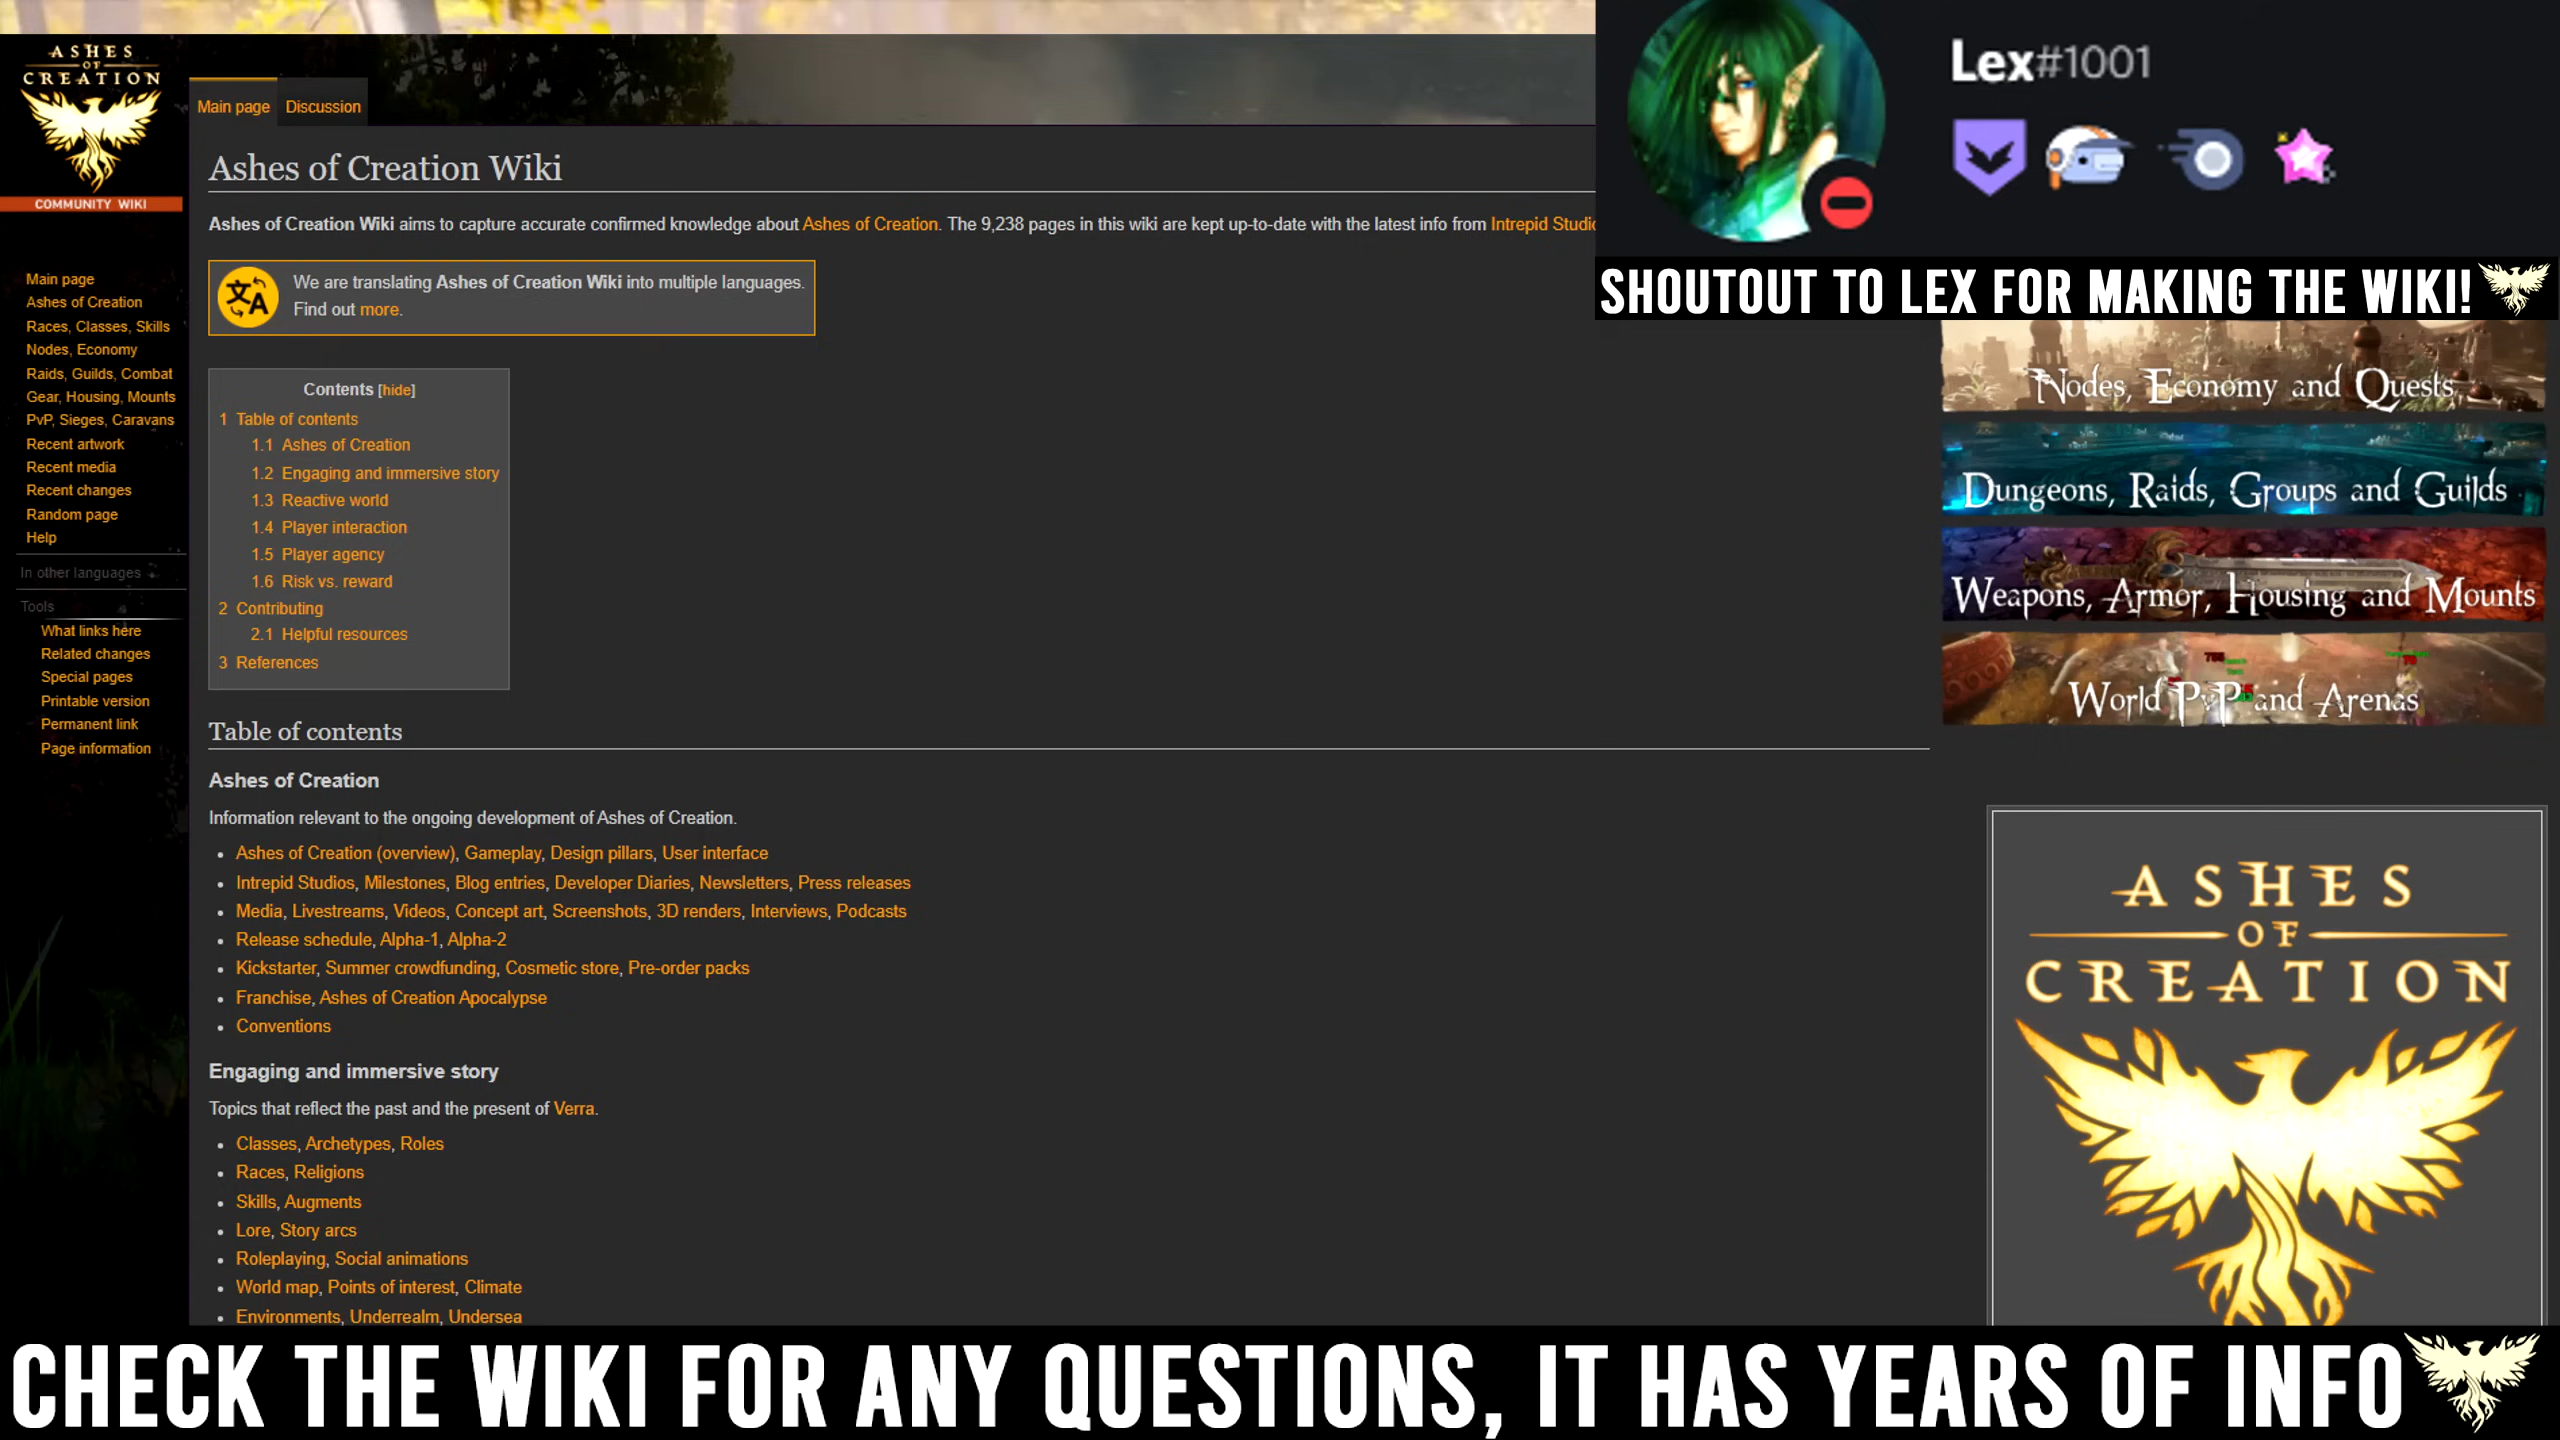 ASHES
OF
CREATION
COMMUNITY WIKI
Main page
Ashes of Creation
Races, Classes, Skills
Nodes, Economy
Raids, Guilds, Combat
Gear, Housing, Mounts
PvP, Sieges, Caravans
Recent artwork
Recent media
Recent changes
Random page
Help
In other languages
Tools
What links here
Related changes
Special pages
Printable version
Permanent link
Page information
Main page Discussion
Ashes of Creation Wiki
Ashes of Creation Wiki aims to capture accurate confirmed knowledge about Ashes of Creation. The 9,238 pages in this wiki are kept up-to-date with the latest info from Intrepid Studio
We are translating Ashes of Creation Wiki into multiple languages.
Find out more.
Contents [hide]
1 Table of contents
1.1 Ashes of Creation
1.2 Engaging and immersive story
1.3 Reactive world
1.4 Player interaction
1.5 Player agency
1.6 Risk vs. reward
2 Contributing
2.1 Helpful resources
3 References
Table of contents
Ashes of Creation
Information relevant to the ongoing development of Ashes of Creation.
• Ashes of Creation (overview), Gameplay, Design pillars, User interface
• Intrepid Studios, Milestones, Blog entries, Developer Diaries, Newsletters, Press releases
• Media, Livestreams, Videos, Concept art, Screenshots, 3D renders, Interviews, Podcasts
• Release schedule, Alpha-1, Alpha-2
• Kickstarter, Summer crowdfunding, Cosmetic store, Pre-order packs
• Franchise, Ashes of Creation Apocalypse
• Conventions
Engaging and immersive story
Topics that reflect the past and the present of Verra.
• Classes, Archetypes, Roles
• Races, Religions
• Skills, Augments
• Lore, Story arcs
• Roleplaying, Social animations
• World map, Points of interest, Climate
• Environments, Underrealm, Undersea
Lex#1001
SHOUTOUT TO LEX FOR MAKING THE WIKI!
Nodes, Economy and Quests
Dungeons, Raids, Groups and Guilds
Weapons, Armor, Housing and Mounts
World PvP and Arenas
ASHES
OF
CREATION
CHECK THE WIKI FOR ANY QUESTIONS, IT HAS YEARS OF INFO